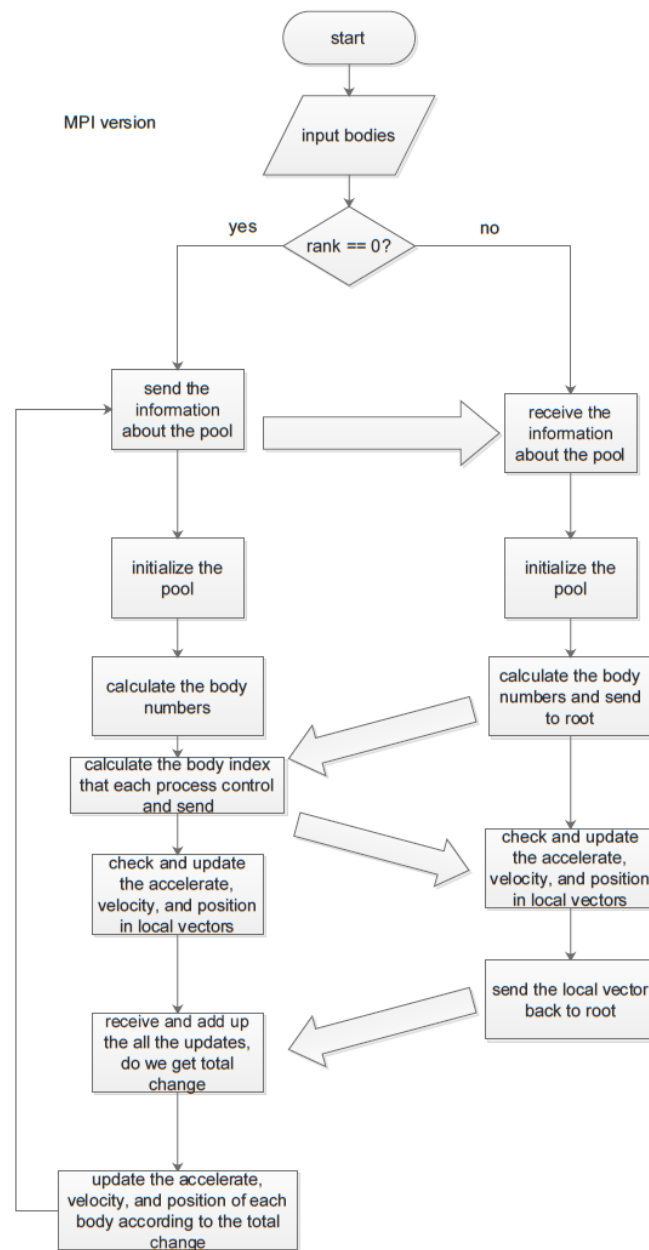 start
MPI version
input bodies
yes
rank == 0?
no
send the
information
about the pool
receive the
information
about the pool
initialize the
pool
initialize the
pool
calculate the body
numbers
calculate the body
numbers and send
to root
calculate the body index
that each process control
and send
check and update
the accelerate,
velocity, and position
in local vectors
check and update
the accelerate,
velocity, and position
in local vectors
send the local vector
back to root
receive and add up
the all the updates,
do we get total
change
update the accelerate,
velocity, and position of each
body according to the total
change